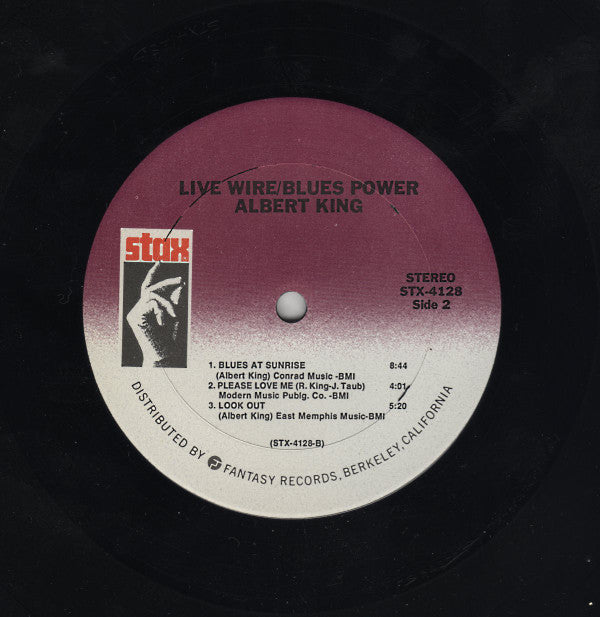 LIVE WIRE/BLUES POWER
ALBERT KING
stax
STEREO
STX-4128
Side 2
1. BLUES AT SUNRISE 8:44
(Albert King) Conrad Music -BMI
2. PLEASE LOVE ME (R. King-J. Taub) 4:01
Modern Music Publg. Co. -BMI
3. LOOK OUT 5:20
(Albert King) East Memphis Music-BMI
(STX-4128-B)
DISTRIBUTED BY FANTASY RECORDS, BERKELEY, CALIFORNIA